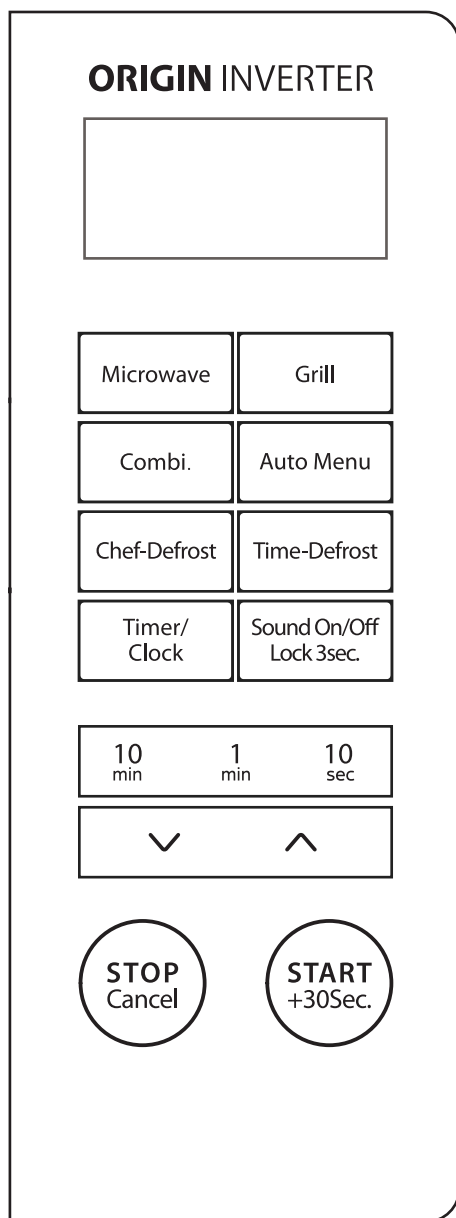 ORIGIN INVERTER
Microwave
Grill
Combi.
Auto Menu
Chef-Defrost
Time-Defrost
Timer/
Clock
Sound On/Off
Lock 3sec.
10 1 10
min min sec
STOP
Cancel
START
+30Sec.